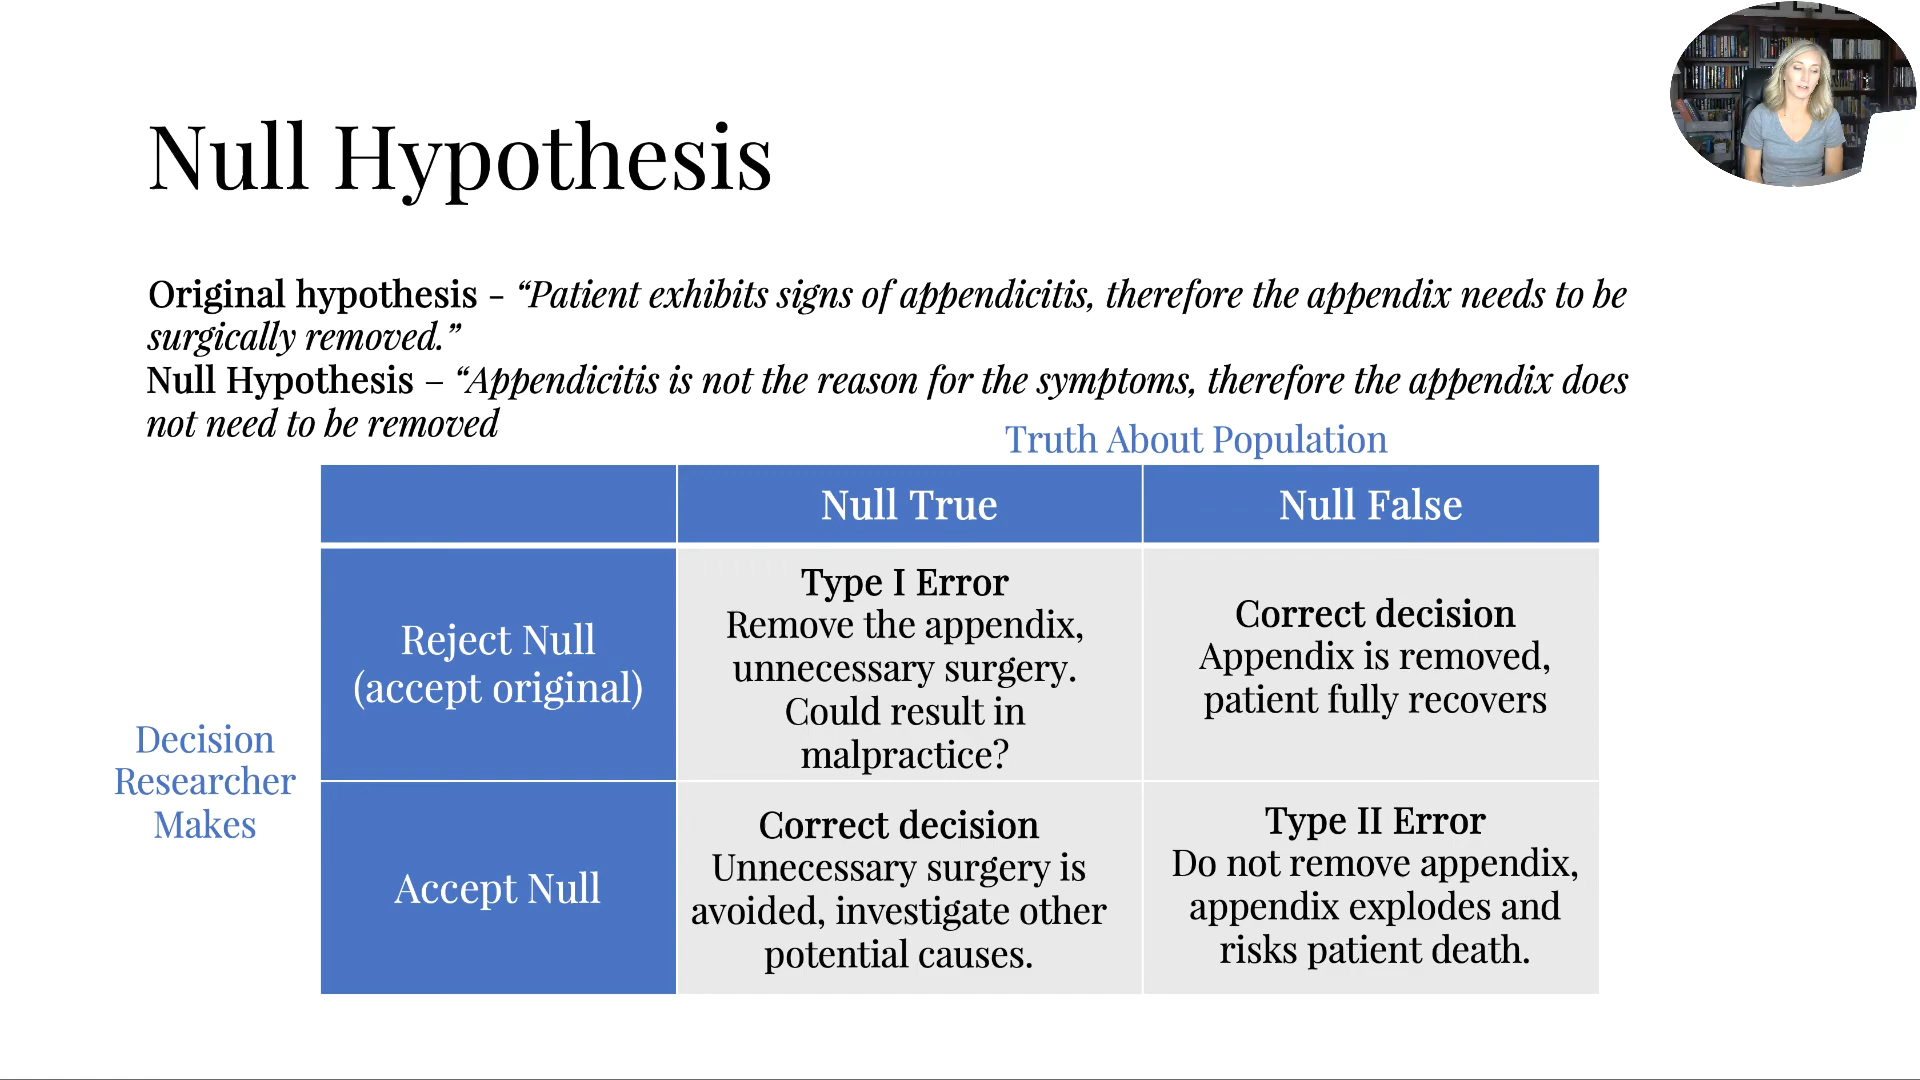 Null Hypothesis
Original hypothesis - “Patient exhibits signs of appendicitis, therefore the appendix needs to be
surgically removed.”
Null Hypothesis – “Appendicitis is not the reason for the symptoms, therefore the appendix does
not need to be removed
Truth About Population
Null True
Null False
Decision
Researcher
Makes
Reject Null
(accept original)
Type I Error
Remove the appendix,
unnecessary surgery.
Could result in
malpractice?
Correct decision
Appendix is removed,
patient fully recovers
Accept Null
Correct decision
Unnecessary surgery is
avoided, investigate other
potential causes.
Type II Error
Do not remove appendix,
appendix explodes and
risks patient death.